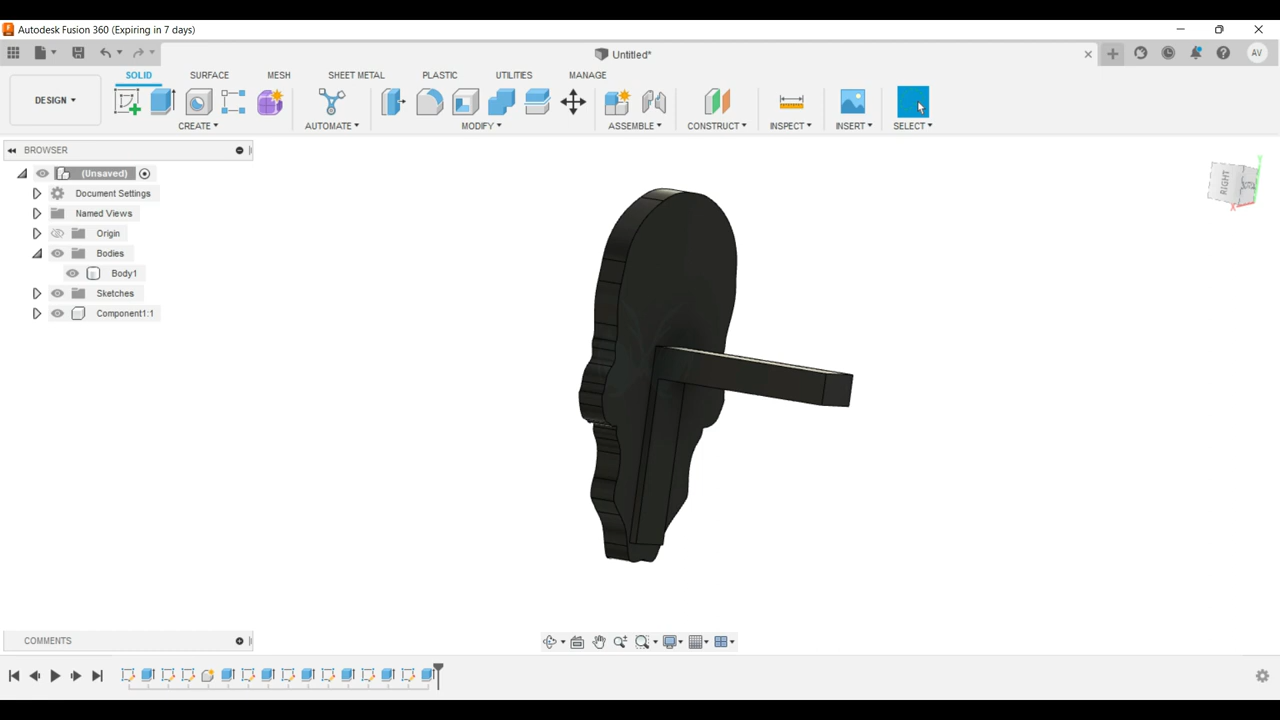 Autodesk Fusion 360 (Expiring in 7 days)
Untitled*
AV
DESIGN
SOLID SURFACE MESH SHEET METAL PLASTIC UTILITIES MANAGE
CREATE AUTOMATE MODIFY ASSEMBLE CONSTRUCT INSPECT INSERT SELECT
BROWSER
(Unsaved)
Document Settings
Named Views
Origin
Bodies
Body1
Sketches
Component1:1
RIGHT
X
Y
COMMENTS